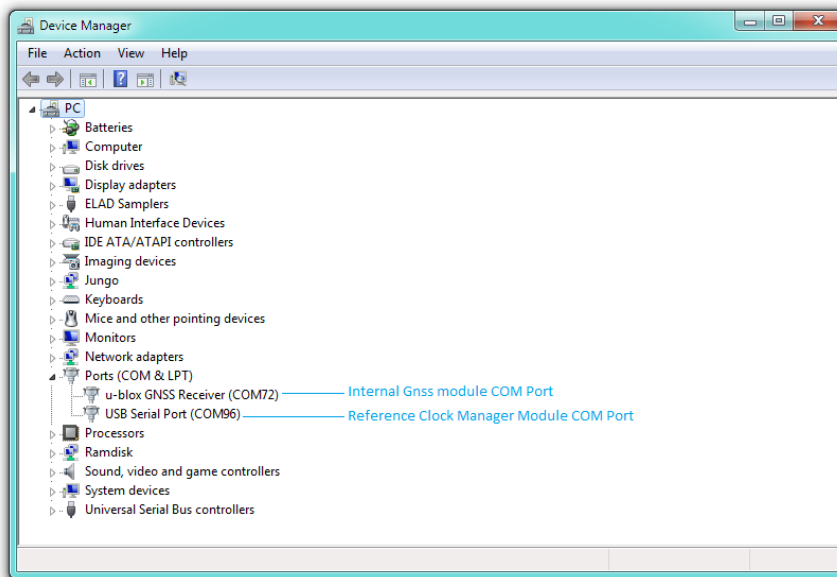 Device Manager
File Action View Help
PC
Batteries
Computer
Disk drives
Display adapters
ELAD Samplers
Human Interface Devices
IDE ATA/ATAPI controllers
Imaging devices
Jungo
Keyboards
Mice and other pointing devices
Monitors
Network adapters
Ports (COM & LPT)
u-blox GNSS Receiver (COM72) Internal Gnss module COM Port
USB Serial Port (COM96) Reference Clock Manager Module COM Port
Processors
Ramdisk
Sound, video and game controllers
System devices
Universal Serial Bus controllers